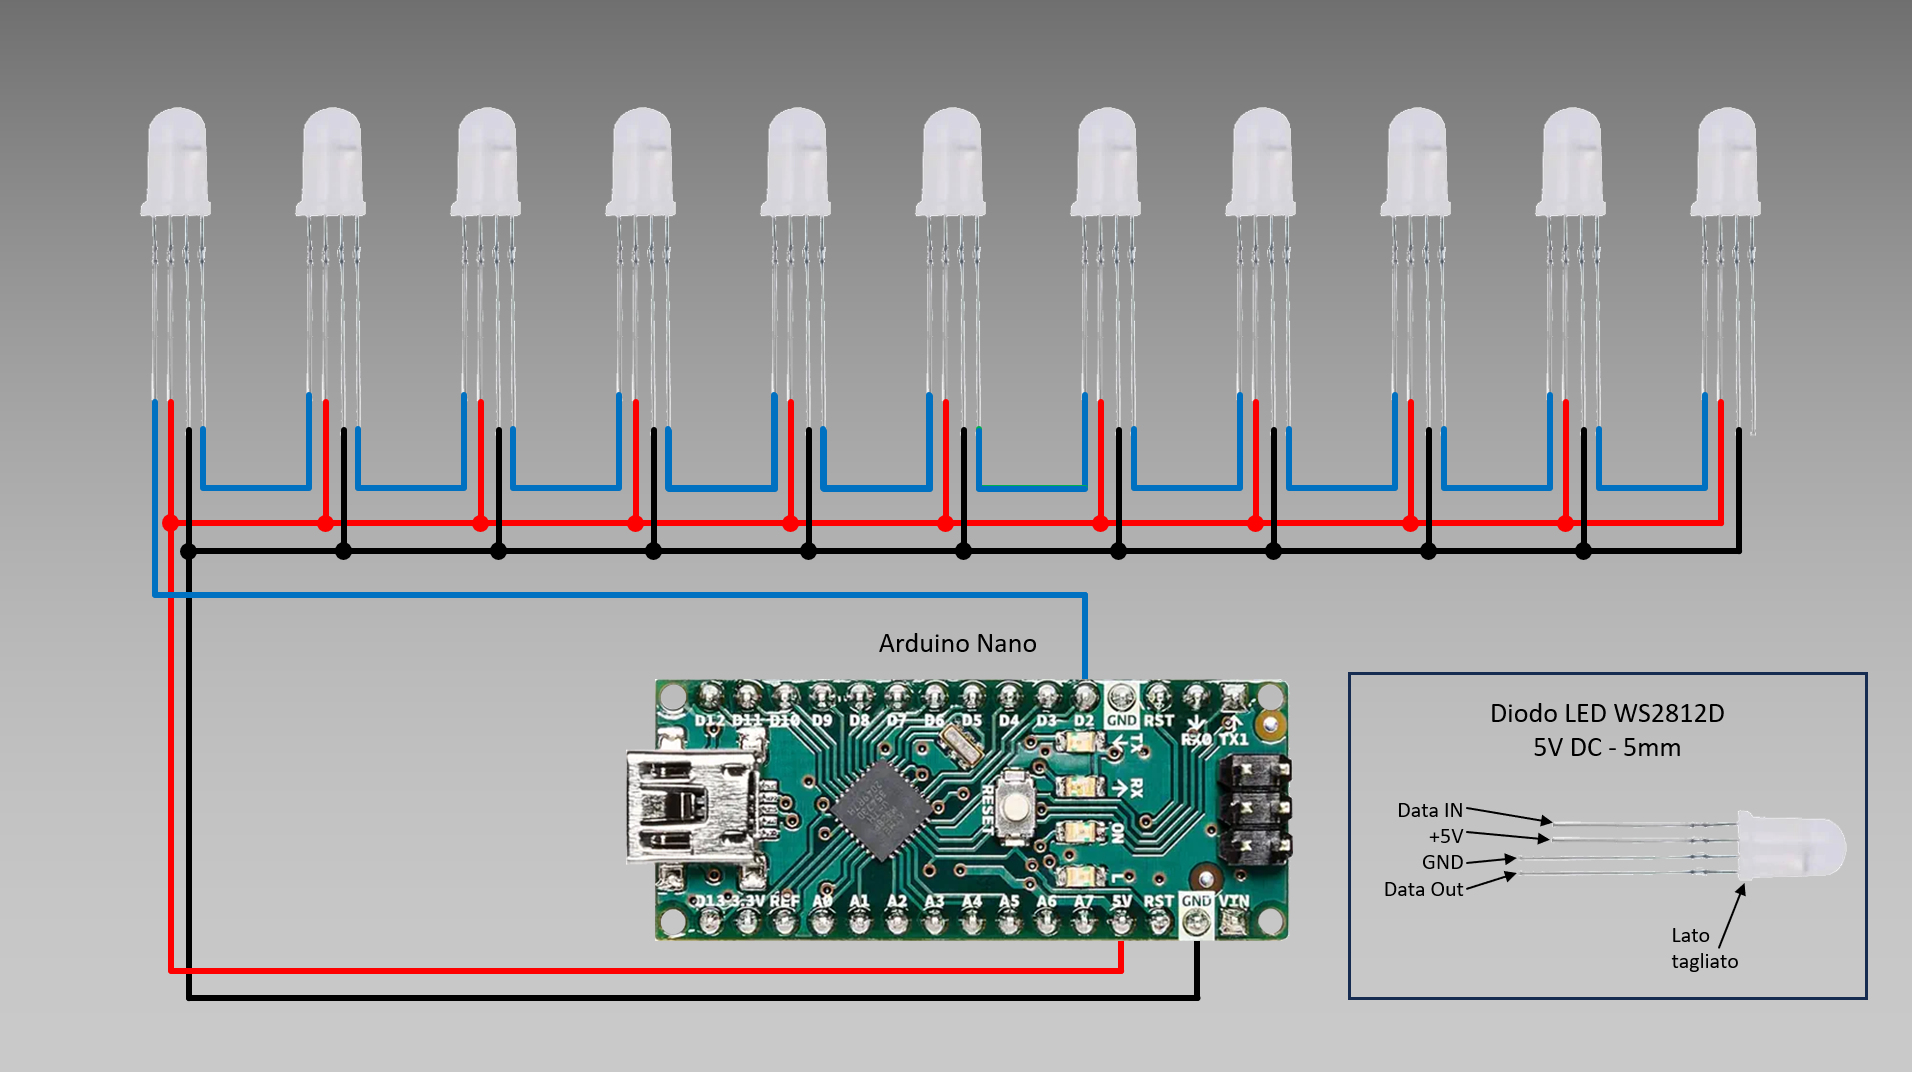 Arduino Nano
D12 D11 D10 D9 D8 D7 D6 D5 D4 D3 D2 GND RST RX0 TX1
TX
RX
RESET
ON
L
D13 3.3V REF A0 A1 A2 A3 A4 A5 A6 A7 5V RST GND VIN
Diodo LED WS2812D
5V DC - 5mm
Data IN
+5V
GND
Data Out
Lato
tagliato